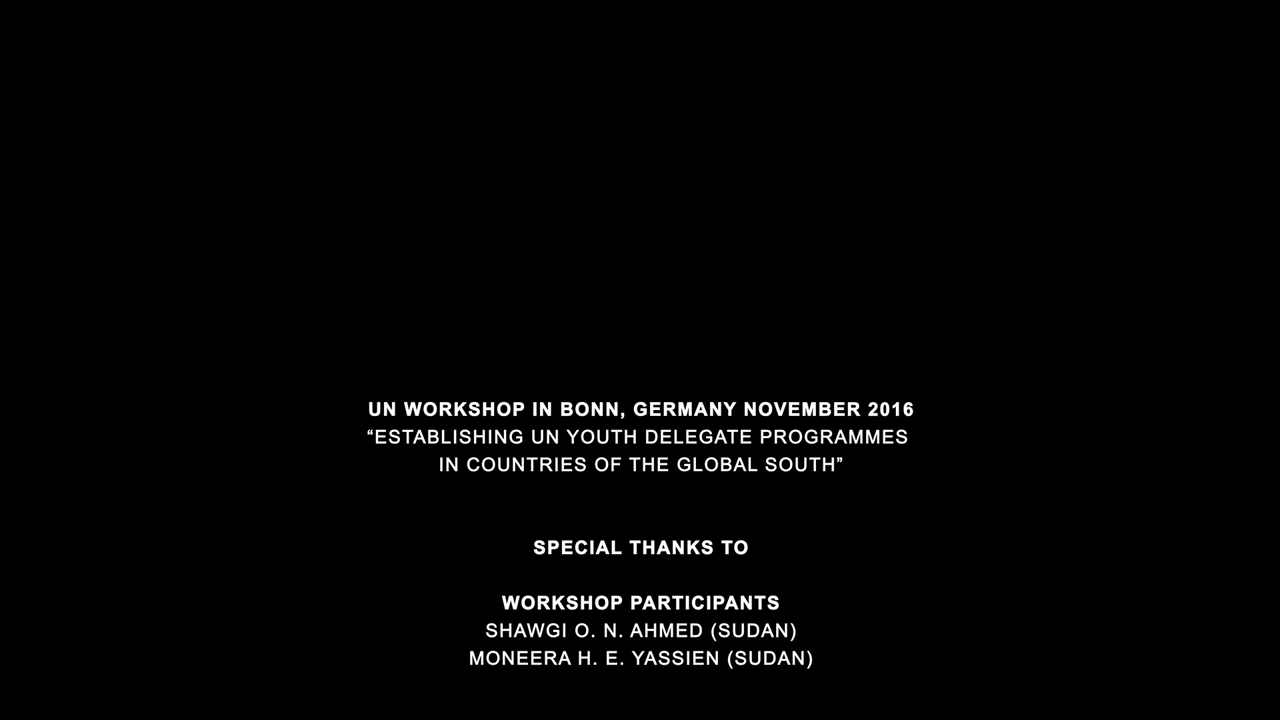 UN WORKSHOP IN BONN, GERMANY NOVEMBER 2016
“ESTABLISHING UN YOUTH DELEGATE PROGRAMMES
IN COUNTRIES OF THE GLOBAL SOUTH”
SPECIAL THANKS TO
WORKSHOP PARTICIPANTS
SHAWGI O. N. AHMED (SUDAN)
MONEERA H. E. YASSIEN (SUDAN)